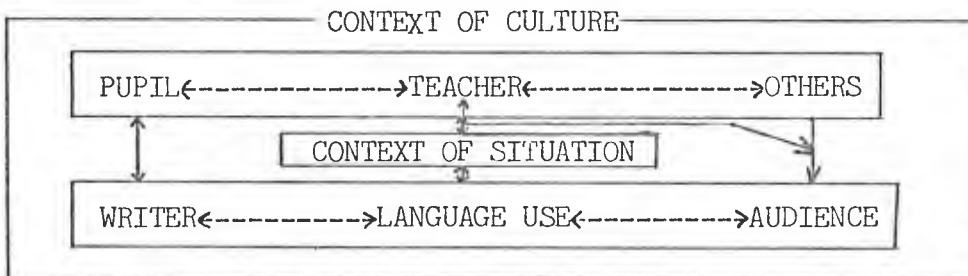 CONTEXT OF CULTURE
PUPIL TEACHER OTHERS
CONTEXT OF SITUATION
WRITER LANGUAGE USE AUDIENCE